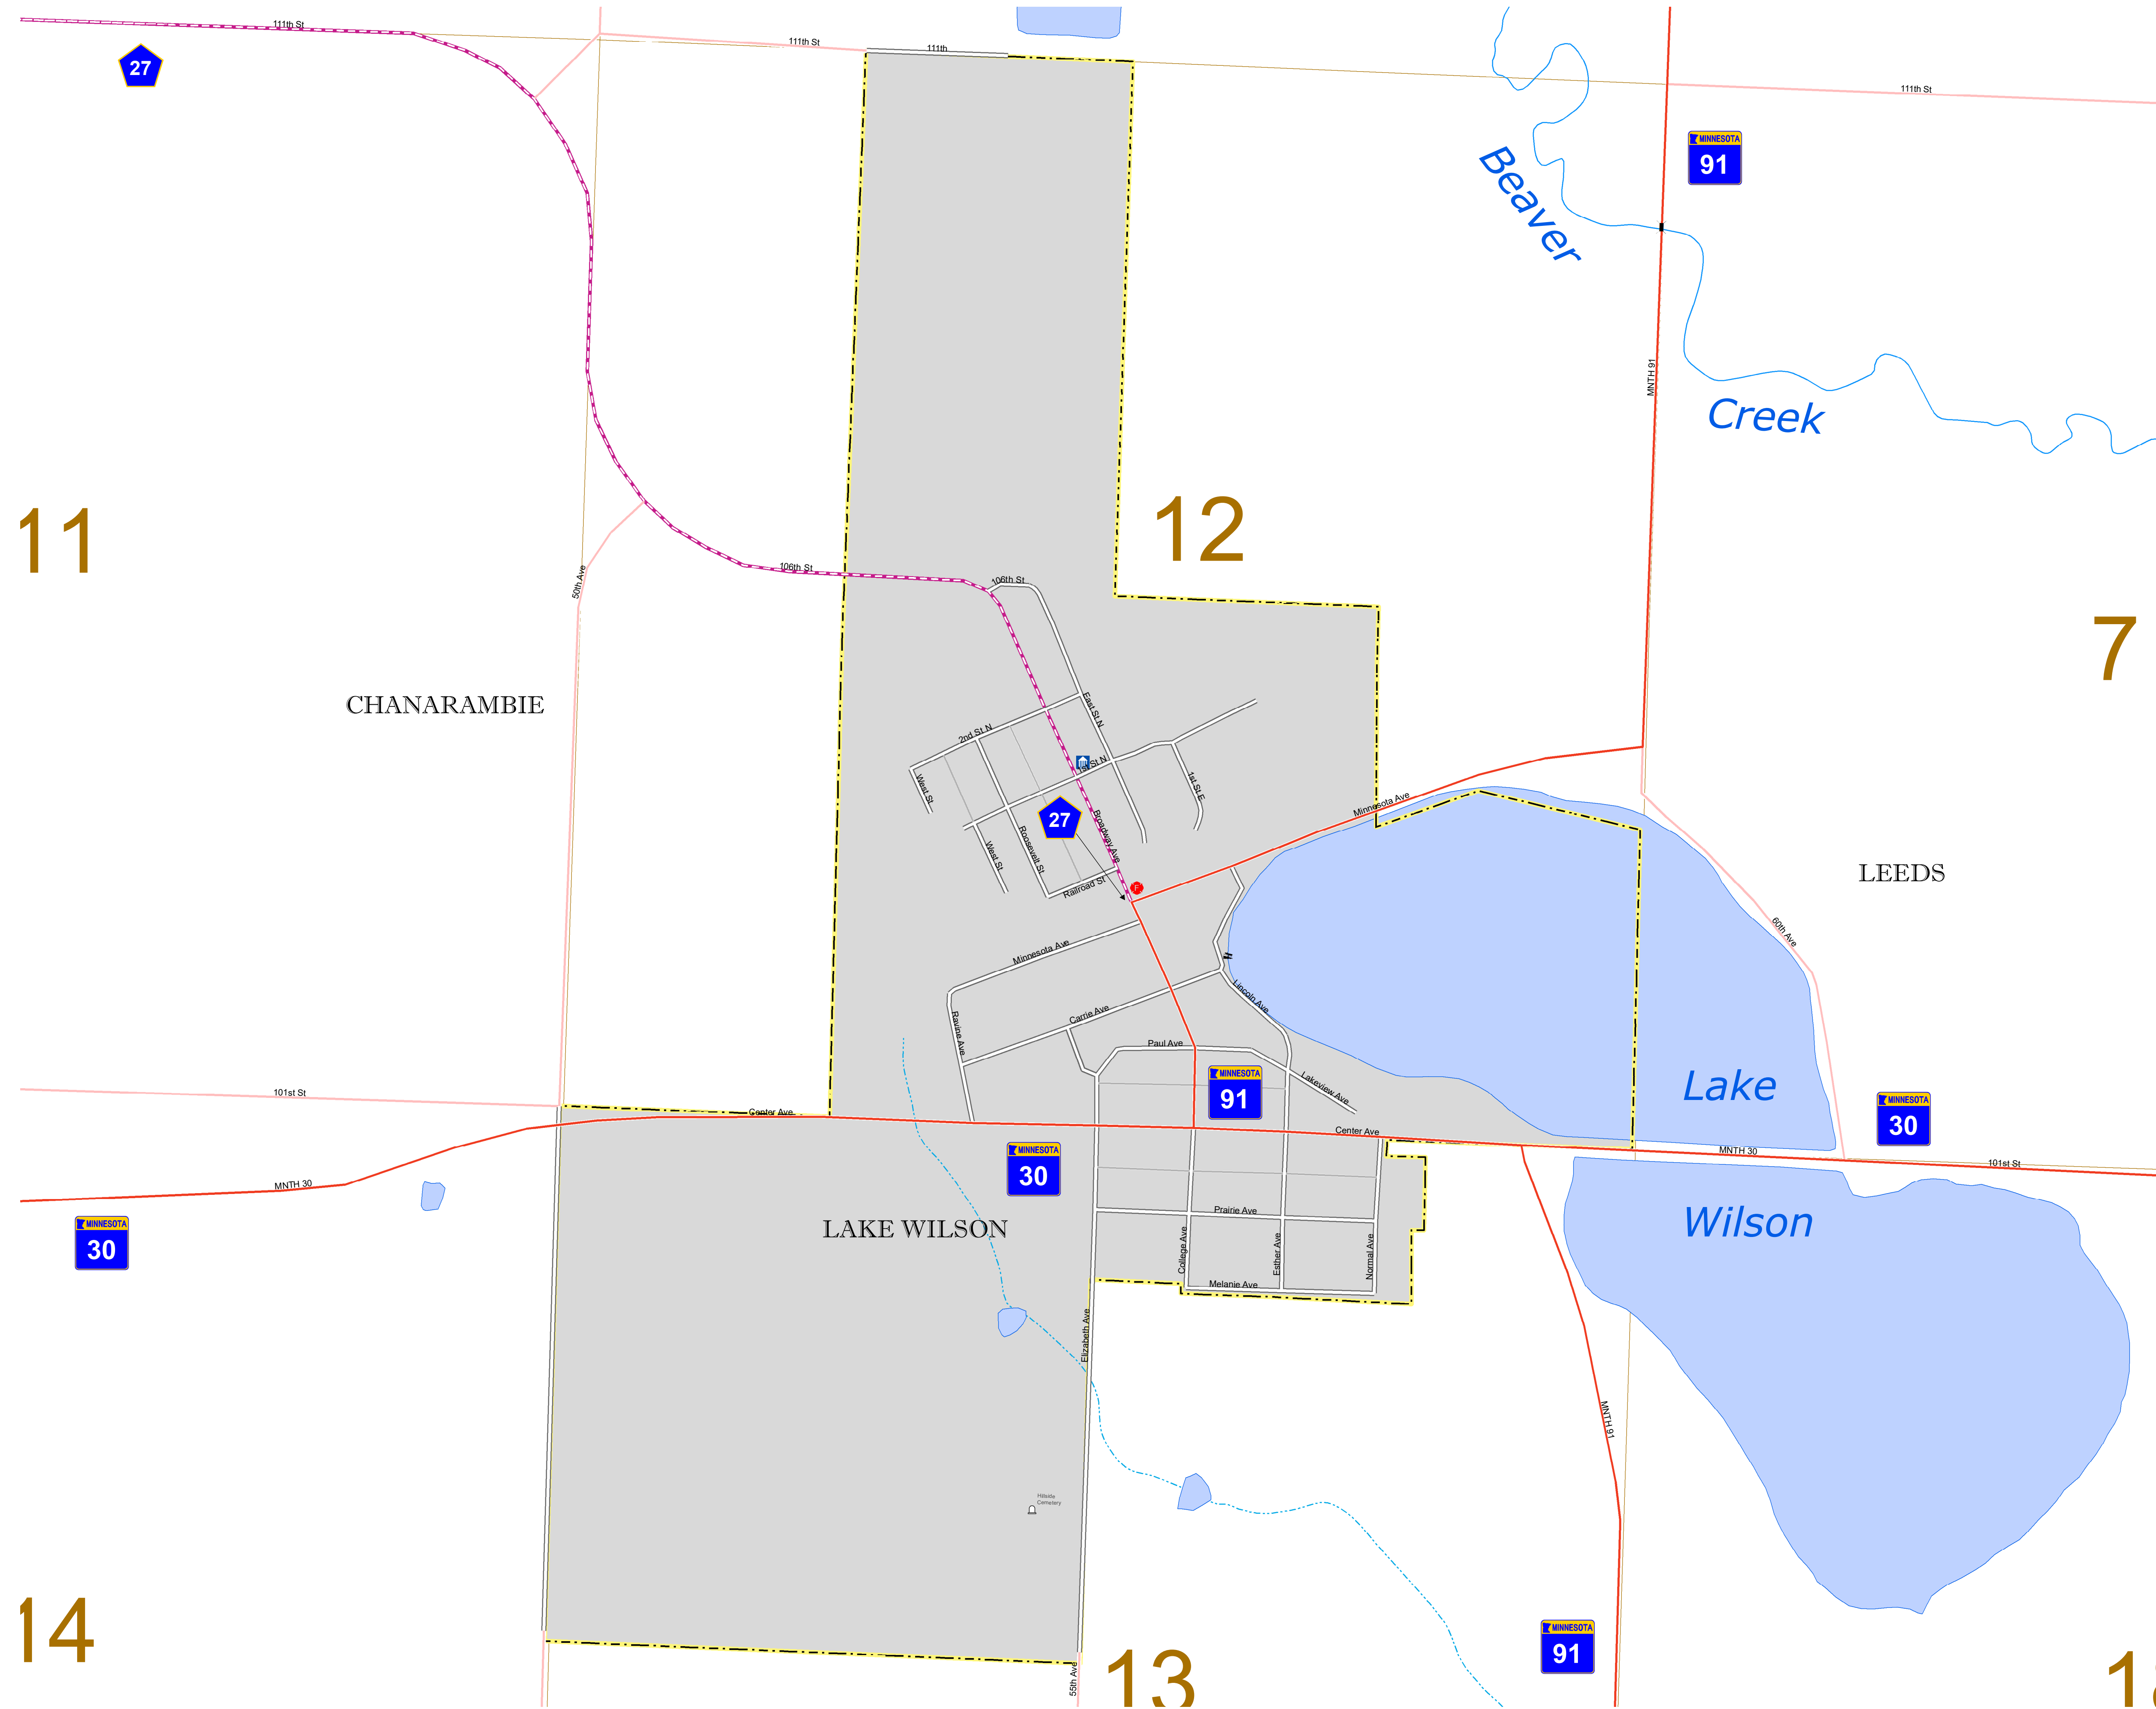 111th St
111th St
111th
111th St
27
MINNESOTA
91
Beaver
MNTH 91
Creek
11
12
7
106th St
106th St
50th Ave
CHANARAMBIE
East St N
2nd St N
1st St N
West St
1st St E
27
Broadway Ave
Minnesota Ave
Roosevelt St
West St
Railroad St
F
LEEDS
60th Ave
Minnesota Ave
Lincoln Ave
Carrie Ave
Ravine Ave
Paul Ave
Lakeview Ave
MINNESOTA
91
Lake
101st St
Center Ave
Center Ave
MINNESOTA
30
MINNESOTA
30
MNTH 30
101st St
MNTH 30
MINNESOTA
30
LAKE WILSON
Prairie Ave
Wilson
College Ave
Esther Ave
Normal Ave
Melanie Ave
Elizabeth Ave
MNTH 91
Hillside
Cemetery
14
13
55th Ave
MINNESOTA
91